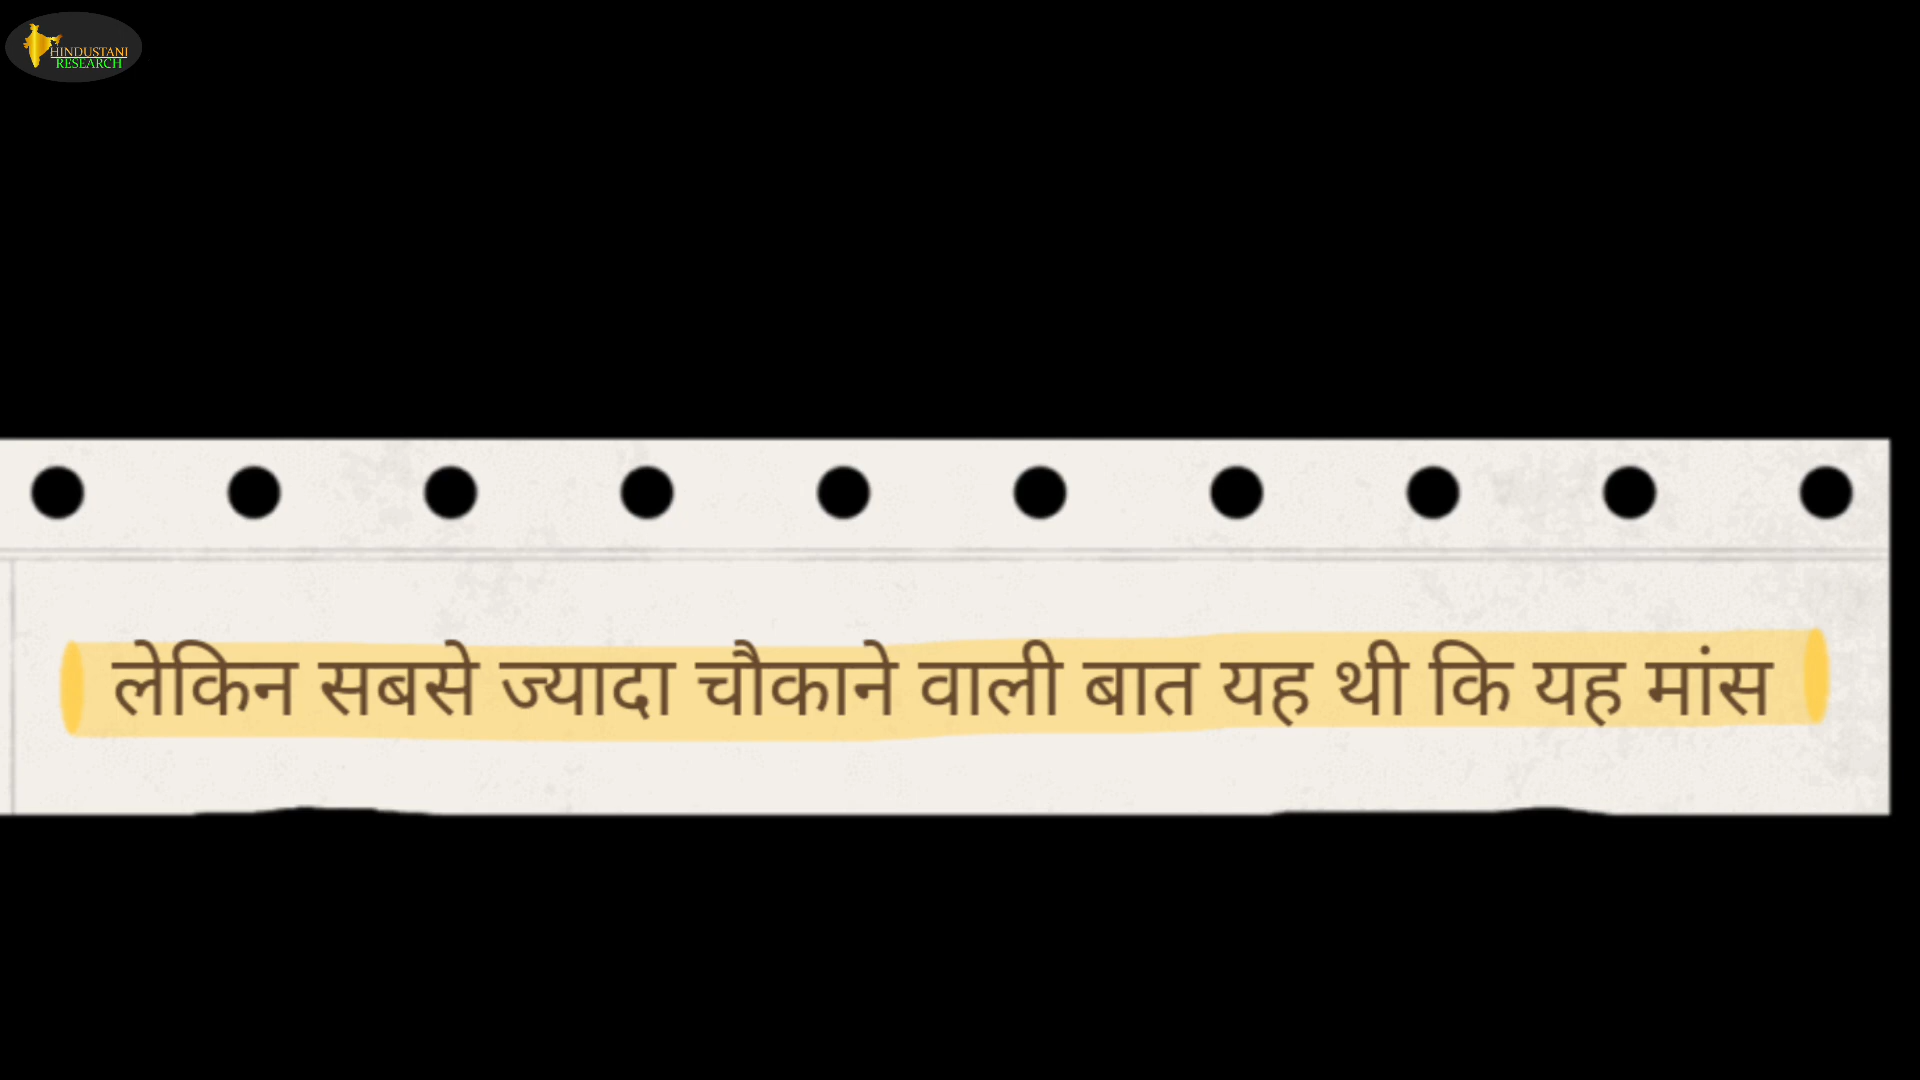 HINDUSTANI
RESEARCH
लेकिन सबसे ज्यादा चौकाने वाली बात यह थी कि यह मांस